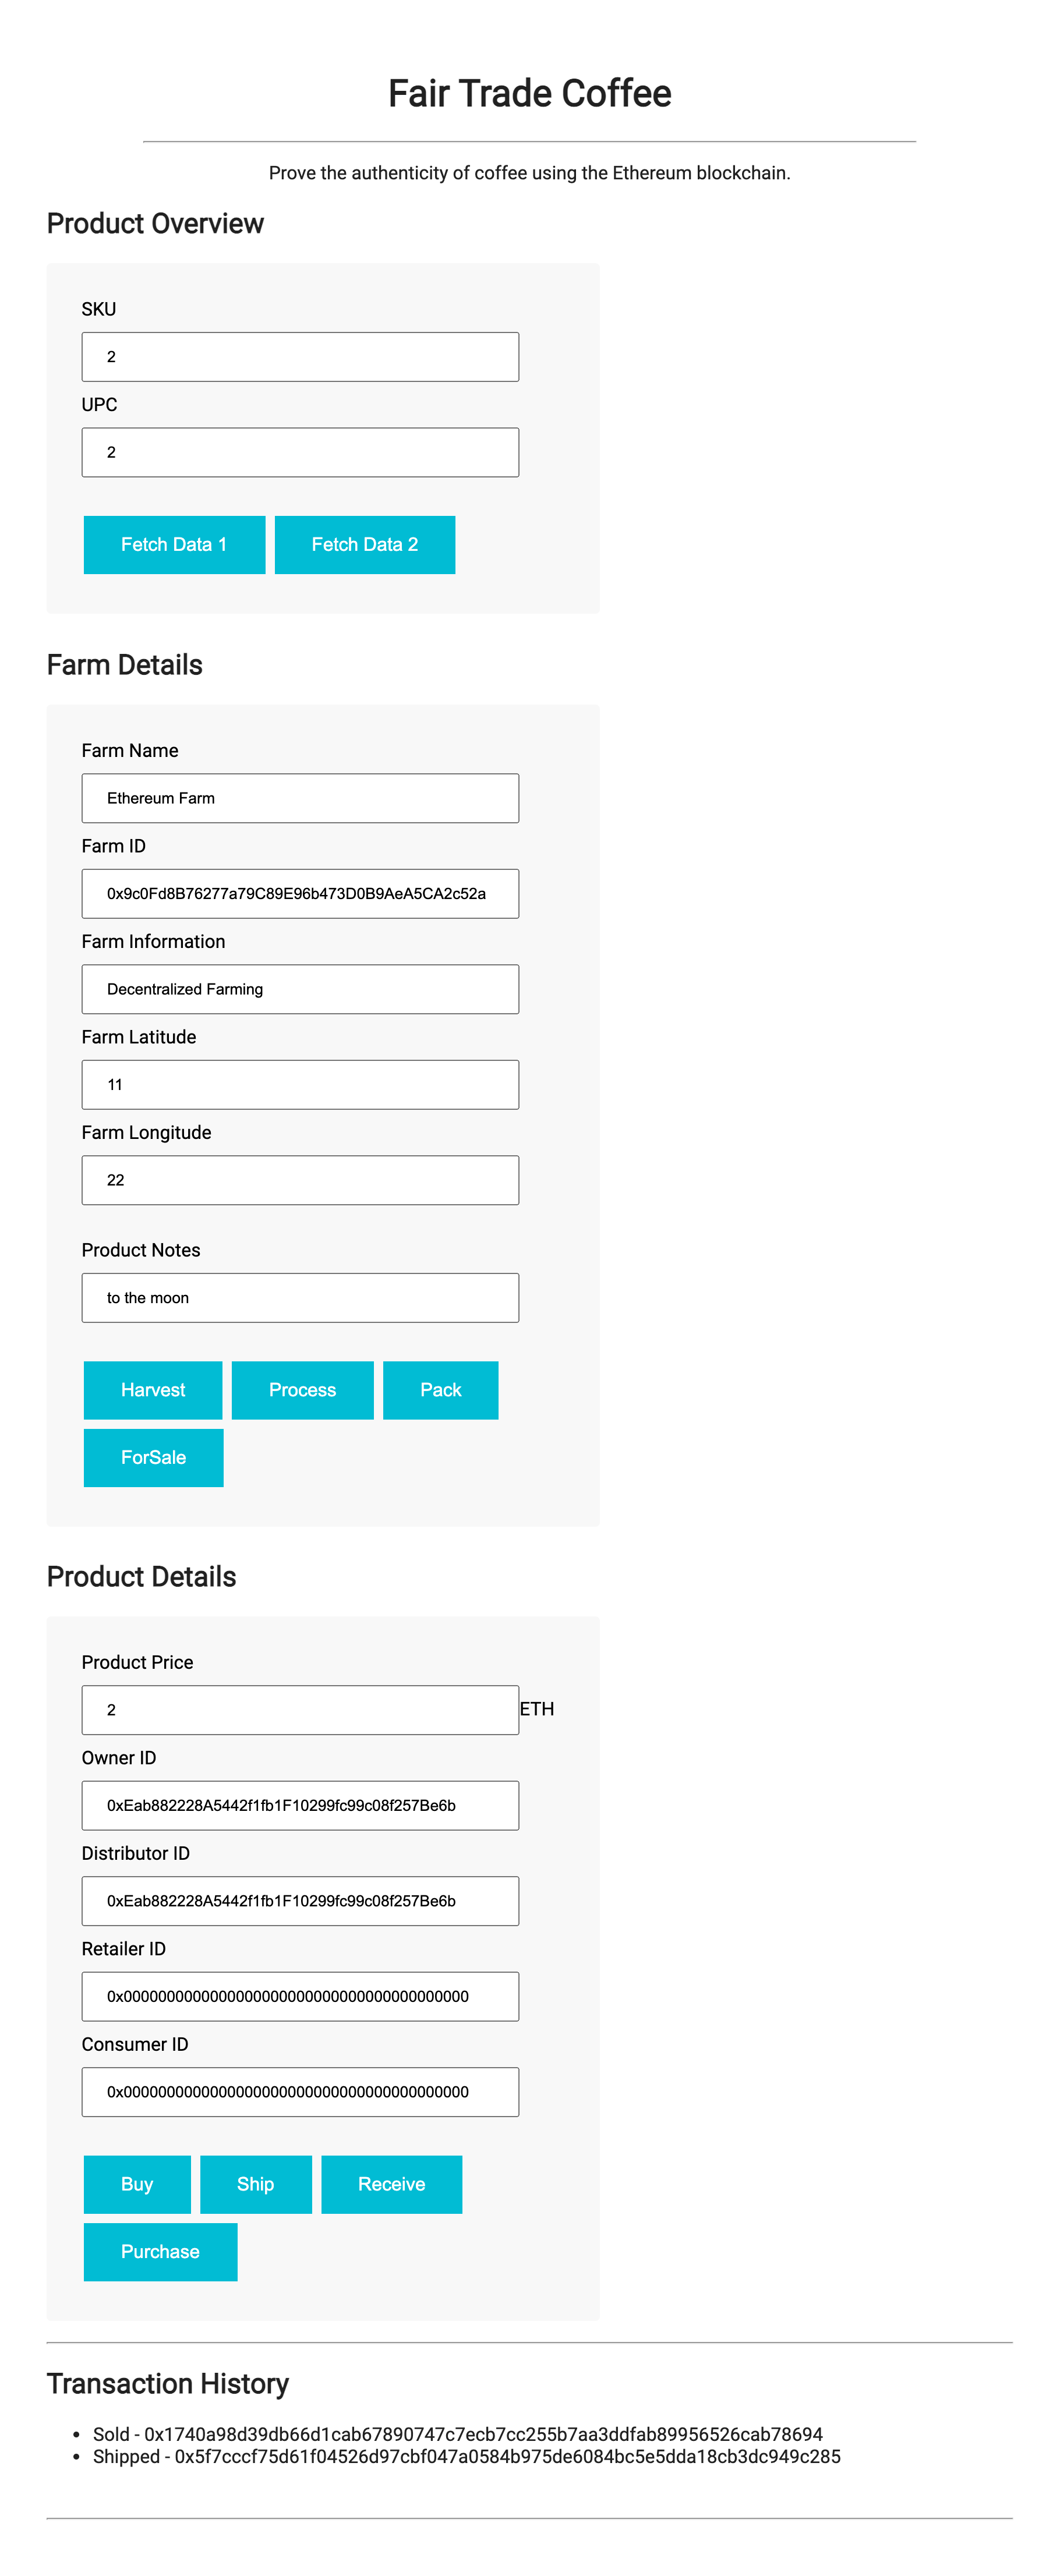 Fair Trade Coffee
Prove the authenticity of coffee using the Ethereum blockchain.
Product Overview
SKU
2
UPC
2
Fetch Data 1 Fetch Data 2
Farm Details
Farm Name
Ethereum Farm
Farm ID
0x9c0Fd8B76277a79C89E96b473D0B9AeA5CA2c52a
Farm Information
Decentralized Farming
Farm Latitude
11
Farm Longitude
22
Product Notes
to the moon
Harvest Process Pack
ForSale
Product Details
Product Price
2 ETH
Owner ID
0xEab882228A5442f1fb1F10299fc99c08f257Be6b
Distributor ID
0xEab882228A5442f1fb1F10299fc99c08f257Be6b
Retailer ID
0x0000000000000000000000000000000000000000
Consumer ID
0x0000000000000000000000000000000000000000
Buy Ship Receive
Purchase
Transaction History
• Sold - 0x1740a98d39db66d1cab67890747c7ecb7cc255b7aa3ddfab89956526cab78694
• Shipped - 0x5f7cccf75d61f04526d97cbf047a0584b975de6084bc5e5dda18cb3dc949c285